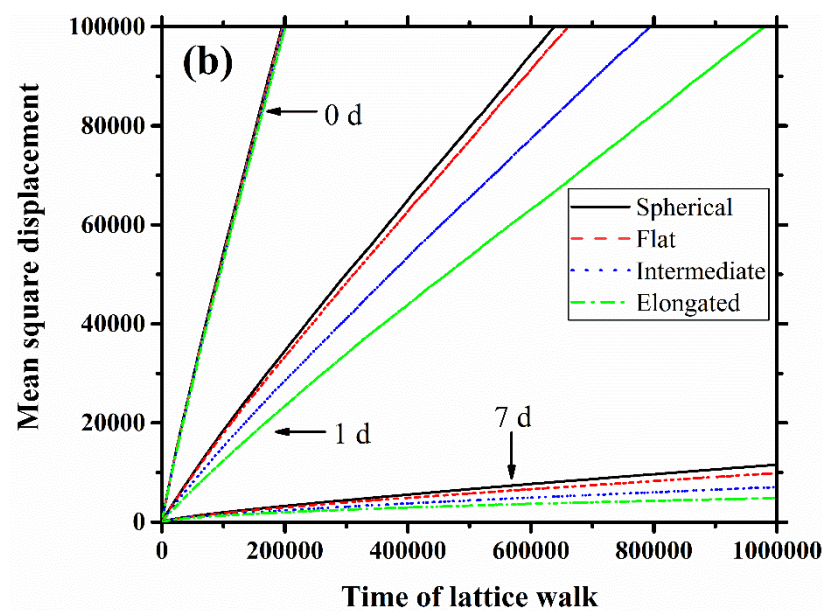 (b)
Mean square displacement
100000
80000
60000
40000
20000
0
0 d
1 d
7 d
Spherical
Flat
Intermediate
Elongated
0
200000
400000
600000
800000
1000000
Time of lattice walk